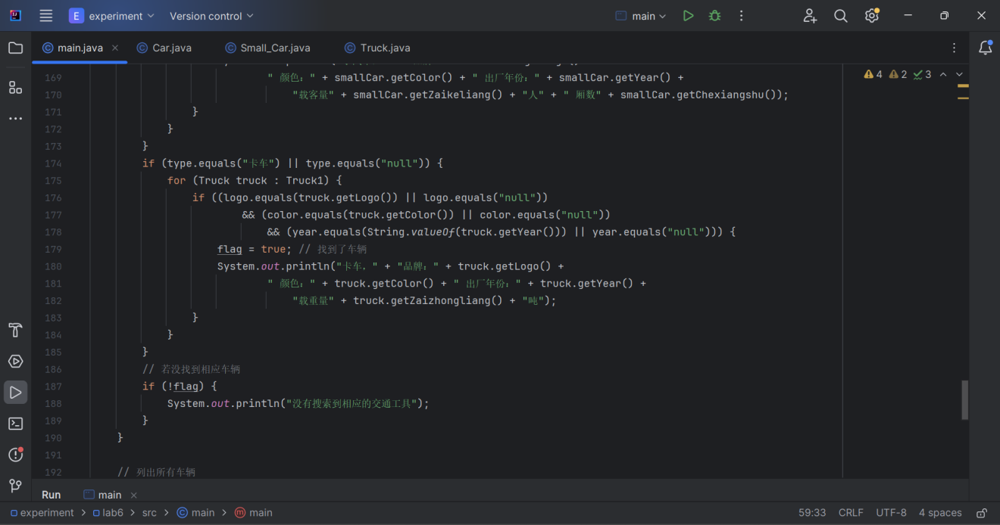 E experiment Version control main
main.java Car.java Small_Car.java Truck.java
169 " 颜色：" + smallCar.getColor() + " 出厂年份：" + smallCar.getYear() +
170 "载客量" + smallCar.getZaikeliang() + "人" + " 厢数" + smallCar.getChexiangshu());
171 }
172 }
173 }
174 if (type.equals("卡车") || type.equals("null")) {
175 for (Truck truck : Truck1) {
176 if ((logo.equals(truck.getLogo()) || logo.equals("null"))
177 && (color.equals(truck.getColor()) || color.equals("null"))
178 && (year.equals(String.valueOf(truck.getYear())) || year.equals("null"))) {
179 flag = true; // 找到了车辆
180 System.out.println("卡车，" + "品牌：" + truck.getLogo() +
181 " 颜色：" + truck.getColor() + " 出厂年份：" + truck.getYear() +
182 "载重量" + truck.getZaizhongliang() + "吨");
183 }
184 }
185 }
186 // 若没找到相应车辆
187 if (!flag) {
188 System.out.println("没有搜索到相应的交通工具");
189 }
190 }
191
192 // 列出所有车辆
4 2 3
Run main
experiment > lab6 > src > main > main 59:33 CRLF UTF-8 4 spaces